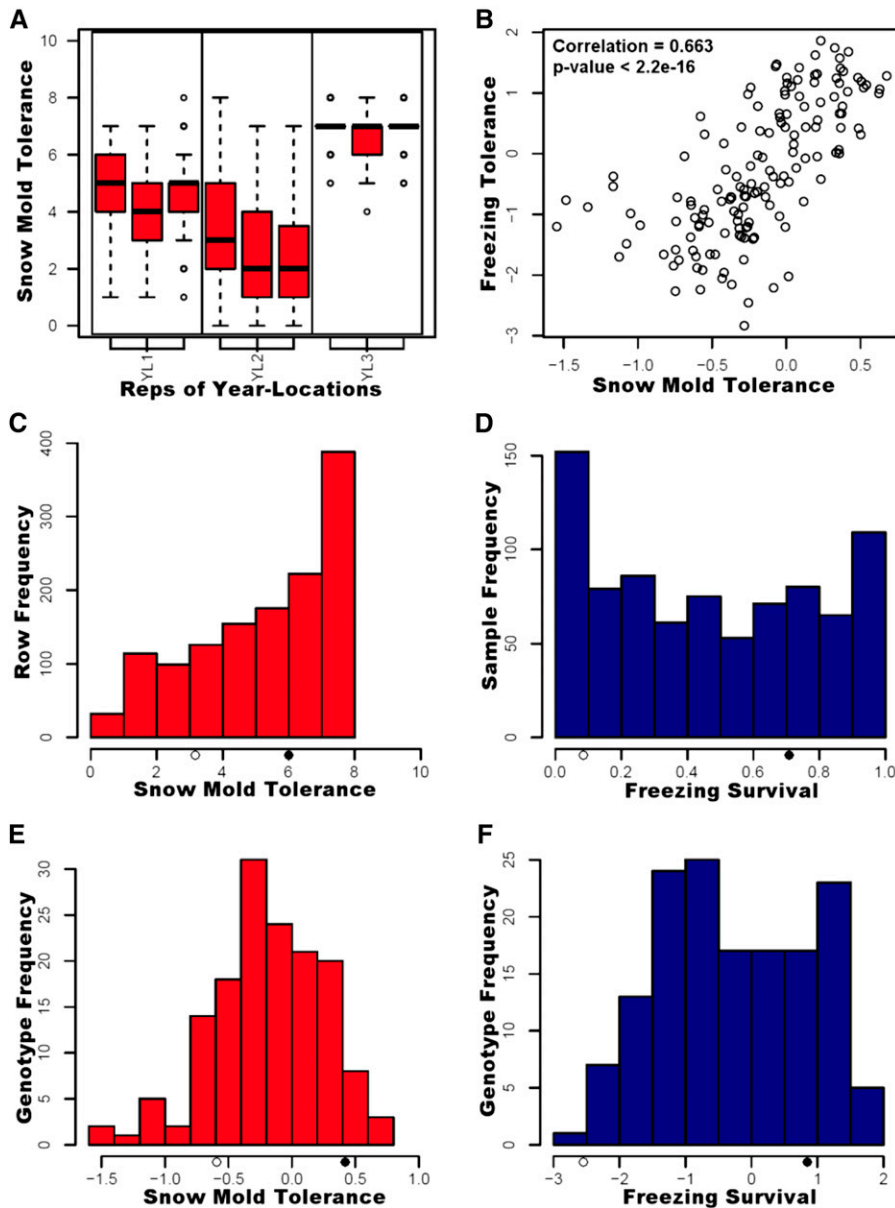 A
10
8
6
4
2
0
Snow Mold Tolerance
YL1
YL2
YL3
Reps of Year-Locations
B
Correlation = 0.663
p-value < 2.2e-16
2
1
0
-1
-2
-3
Freezing Tolerance
-1.5 -1.0 -0.5 0.0 0.5
Snow Mold Tolerance
C
400
300
200
100
0
Row Frequency
0 2 4 6 8 10
Snow Mold Tolerance
D
150
100
50
0
Sample Frequency
0.0 0.2 0.4 0.6 0.8 1.0
Freezing Survival
E
30
25
20
15
10
5
0
Genotype Frequency
-1.5 -1.0 -0.5 0.0 0.5 1.0
Snow Mold Tolerance
F
25
20
15
10
5
0
Genotype Frequency
-3 -2 -1 0 1 2
Freezing Survival